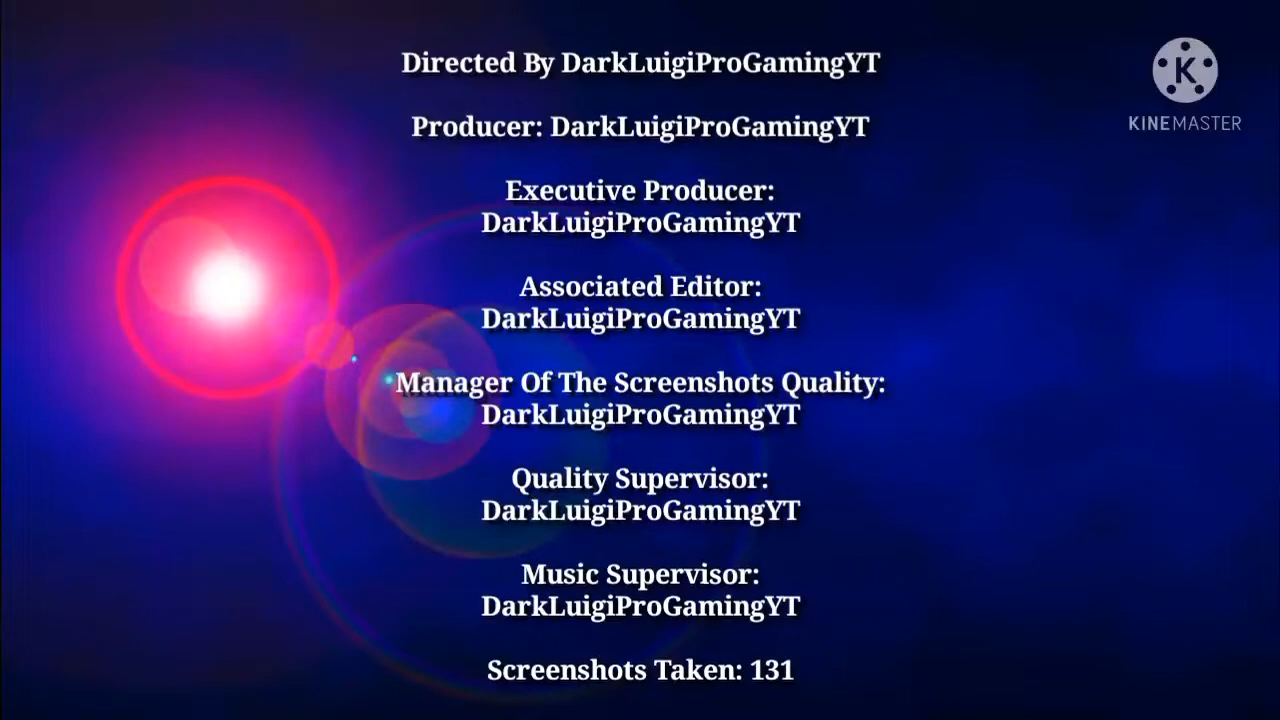 Directed By DarkLuigiProGamingYT
Producer: DarkLuigiProGamingYT
Executive Producer:
DarkLuigiProGamingYT
Associated Editor:
DarkLuigiProGamingYT
Manager Of The Screenshots Quality:
DarkLuigiProGamingYT
Quality Supervisor:
DarkLuigiProGamingYT
Music Supervisor:
DarkLuigiProGamingYT
Screenshots Taken: 131
K
KINEMASTER